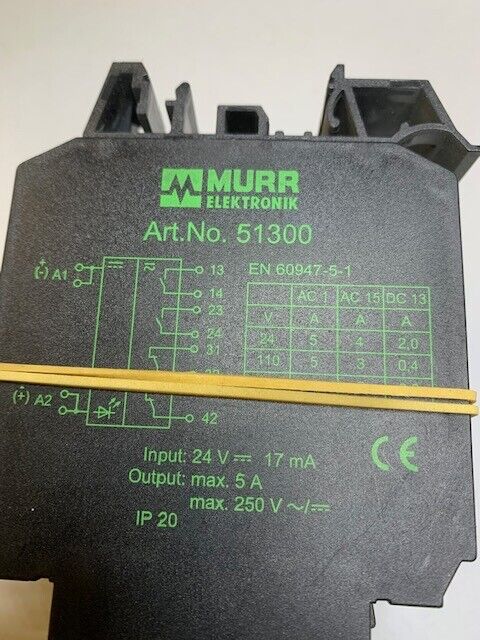 MURR
ELEKTRONIK
Art.No. 51300
+
(-) A1
13
14
23
24
31
42
+
(+) A2
EN 60947-5-1
AC 1 AC 15 DC 13
V A A A
24 5 4 2,0
110 5 3 0,4
Input: 24 V ⎓ 17 mA
Output: max. 5 A
max. 250 V ~/⎓
IP 20
CE